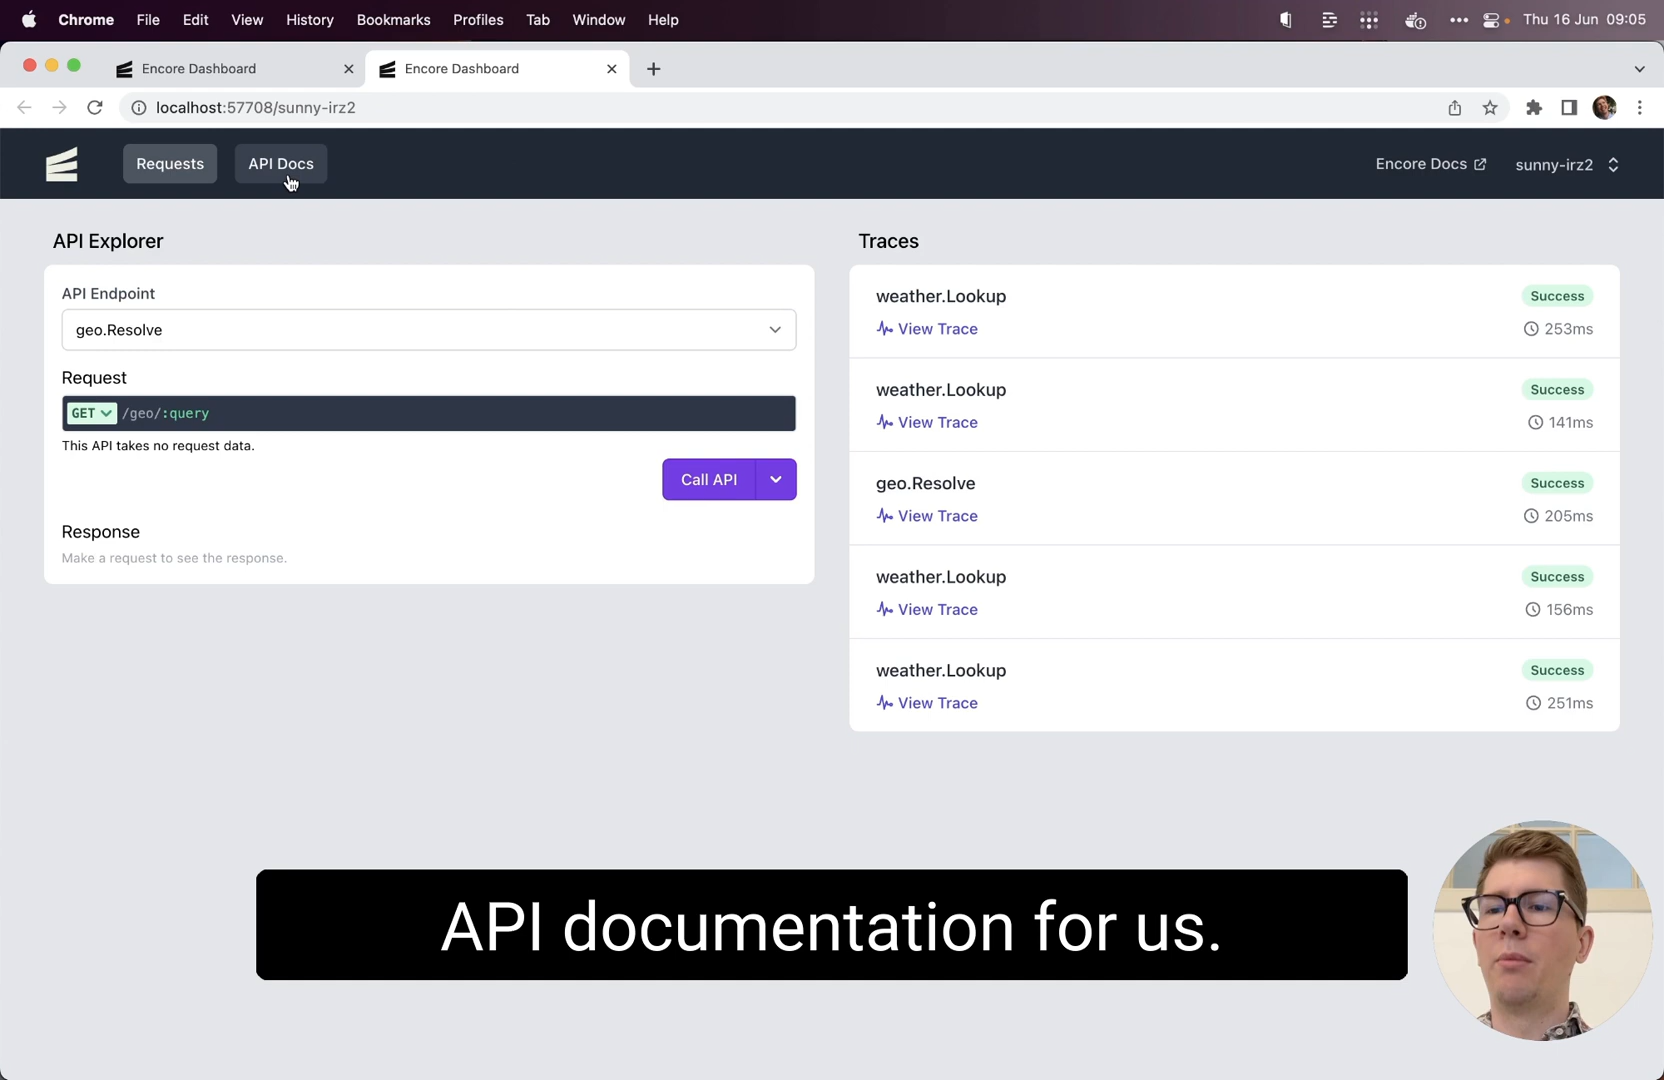 Chrome File Edit View History Bookmarks Profiles Tab Window Help Thu 16 Jun 09:05
Encore Dashboard Encore Dashboard
localhost:57708/sunny-irz2
Requests API Docs Encore Docs sunny-irz2
API Explorer
API Endpoint
geo.Resolve
Request
GET /geo/:query
This API takes no request data.
Call API
Response
Make a request to see the response.
Traces
weather.Lookup Success
View Trace 253ms
weather.Lookup Success
View Trace 141ms
geo.Resolve Success
View Trace 205ms
weather.Lookup Success
View Trace 156ms
weather.Lookup Success
View Trace 251ms
API documentation for us.